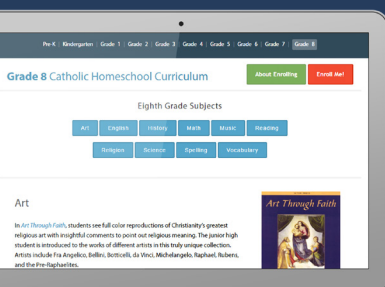 Pre-K | Kindergarten | Grade 1 | Grade 2 | Grade 3 | Grade 4 | Grade 5 | Grade 6 | Grade 7 | Grade 8
Grade 8 Catholic Homeschool Curriculum
About Enrolling
Enroll Me!
Eighth Grade Subjects
Art English History Math Music Reading
Religion Science Spelling Vocabulary
Art
In Art Through Faith, students see full color reproductions of Christianity's greatest
religious art with insightful comments to point out religious meaning. The junior high
student is introduced to the works of different artists in this truly unique collection.
Artists include Fra Angelico, Bellini, Botticelli, da Vinci, Michelangelo, Raphael, Rubens,
and the Pre-Raphaelites.
Art Through Faith